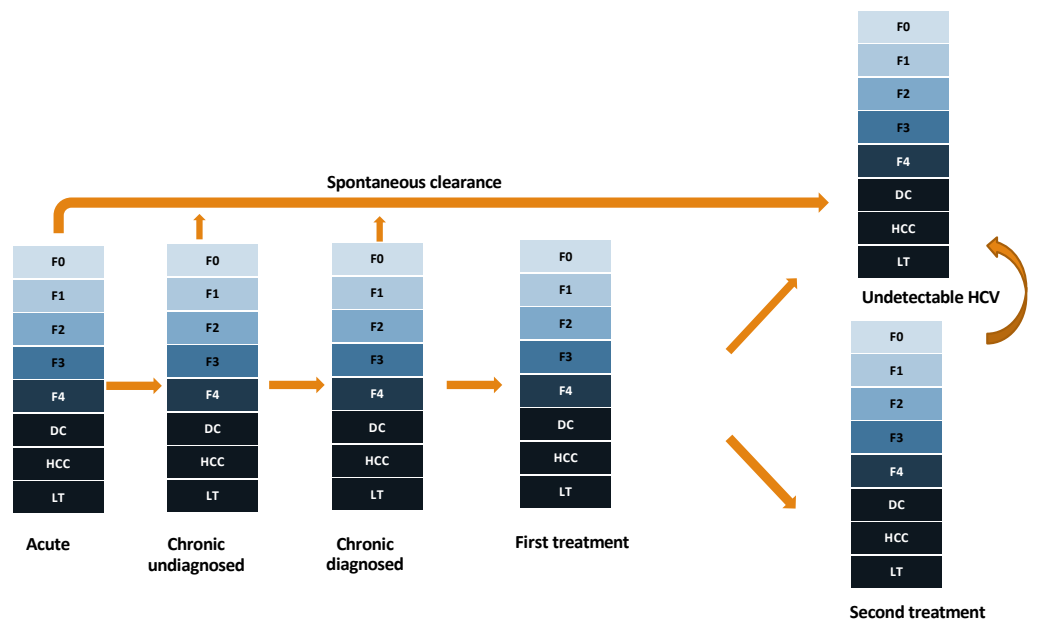 Spontaneous clearance
F0
F1
F2
F3
F4
DC
HCC
LT
Acute
F0
F1
F2
F3
F4
DC
HCC
LT
Chronic
undiagnosed
F0
F1
F2
F3
F4
DC
HCC
LT
Chronic
diagnosed
F0
F1
F2
F3
F4
DC
HCC
LT
First treatment
F0
F1
F2
F3
F4
DC
HCC
LT
Undetectable HCV
F0
F1
F2
F3
F4
DC
HCC
LT
Second treatment